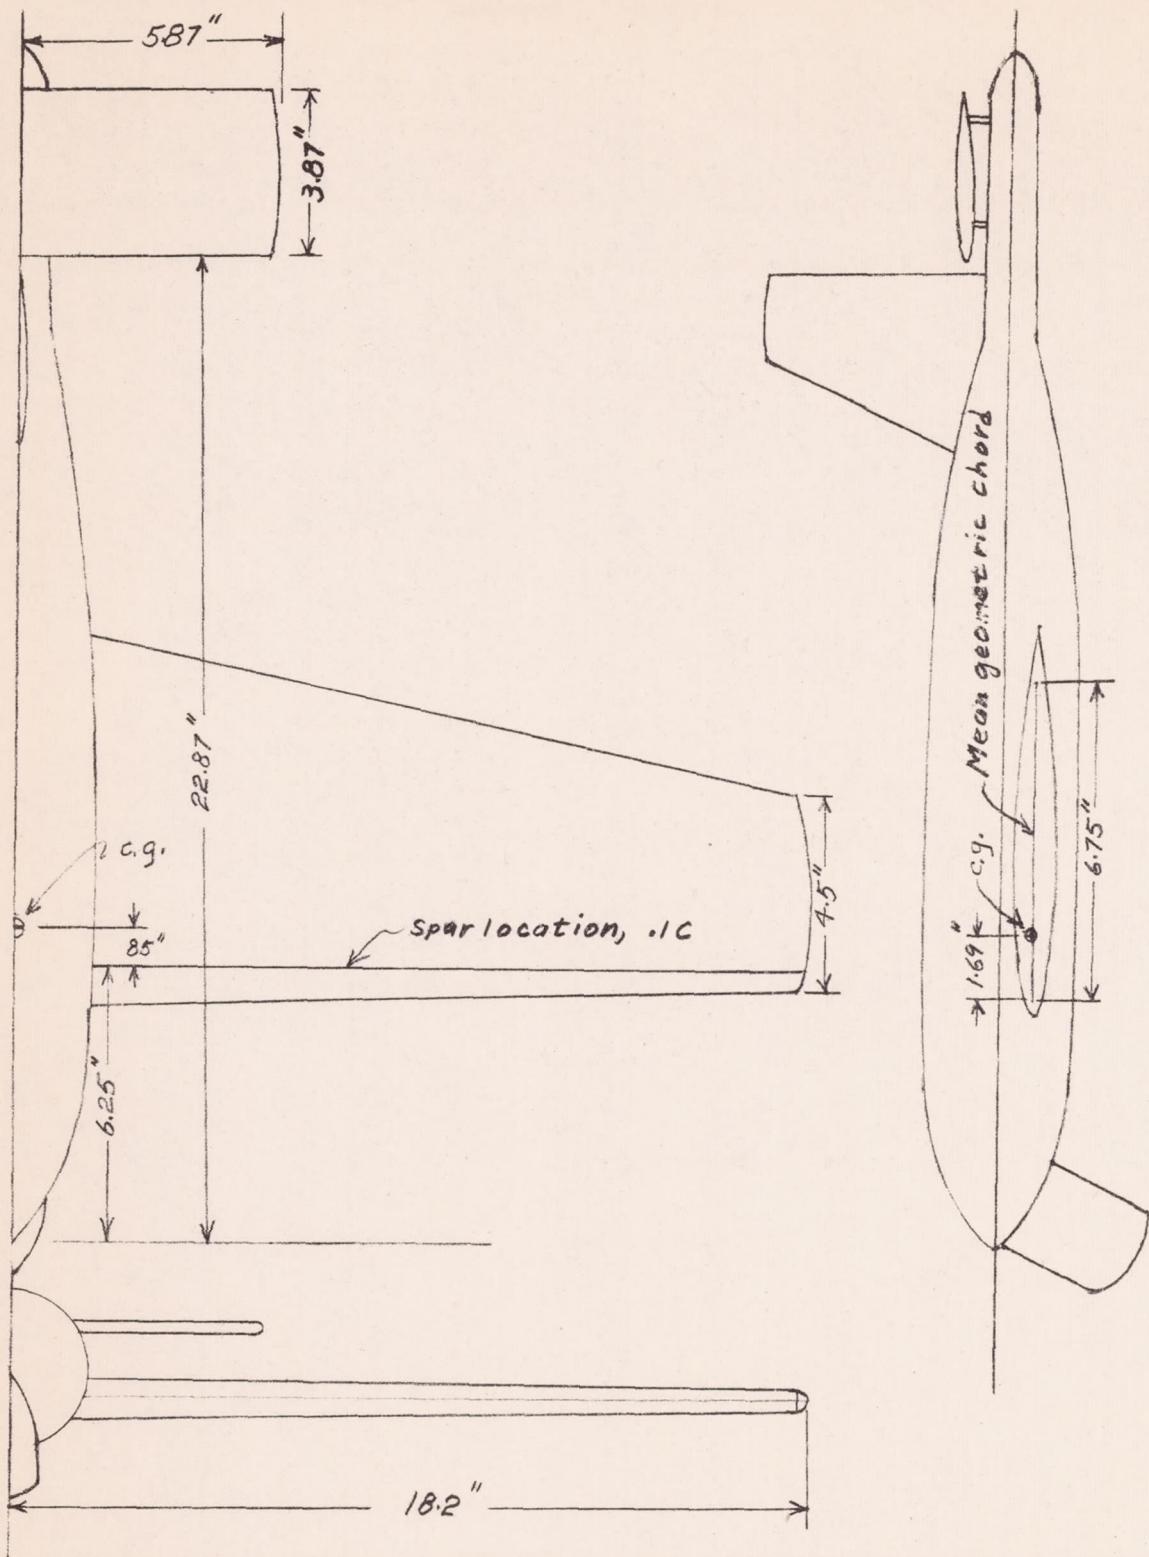 5.87"
3.87"
22.87"
Mean geometric chord
c.g.
c.g.
6.75"
4.5"
Spar location, .1C
.85"
1.69"
6.25"
18.2"